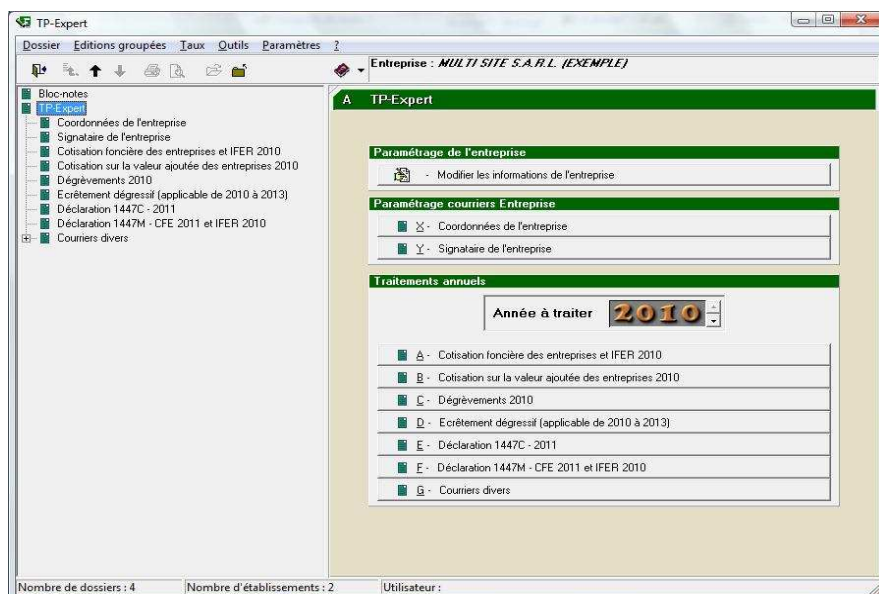 TP-Expert
Dossier Editions groupées Taux Outils Paramètres ?
Entreprise : MULTI SITE S.A.R.L. (EXEMPLE)
Bloc-notes
TP-Expert
Coordonnées de l'entreprise
Signataire de l'entreprise
Cotisation foncière des entreprises et IFER 2010
Cotisation sur la valeur ajoutée des entreprises 2010
Dégrèvements 2010
Ecrêtement dégressif (applicable de 2010 à 2013)
Déclaration 1447C - 2011
Déclaration 1447M - CFE 2011 et IFER 2010
Courriers divers
A TP-Expert
Paramétrage de l'entreprise
- Modifier les informations de l'entreprise
Paramétrage courriers Entreprise
X - Coordonnées de l'entreprise
Y - Signataire de l'entreprise
Traitements annuels
Année à traiter 2010
A - Cotisation foncière des entreprises et IFER 2010
B - Cotisation sur la valeur ajoutée des entreprises 2010
C - Dégrèvements 2010
D - Ecrêtement dégressif (applicable de 2010 à 2013)
E - Déclaration 1447C - 2011
F - Déclaration 1447M - CFE 2011 et IFER 2010
G - Courriers divers
Nombre de dossiers : 4 Nombre d'établissements : 2 Utilisateur :